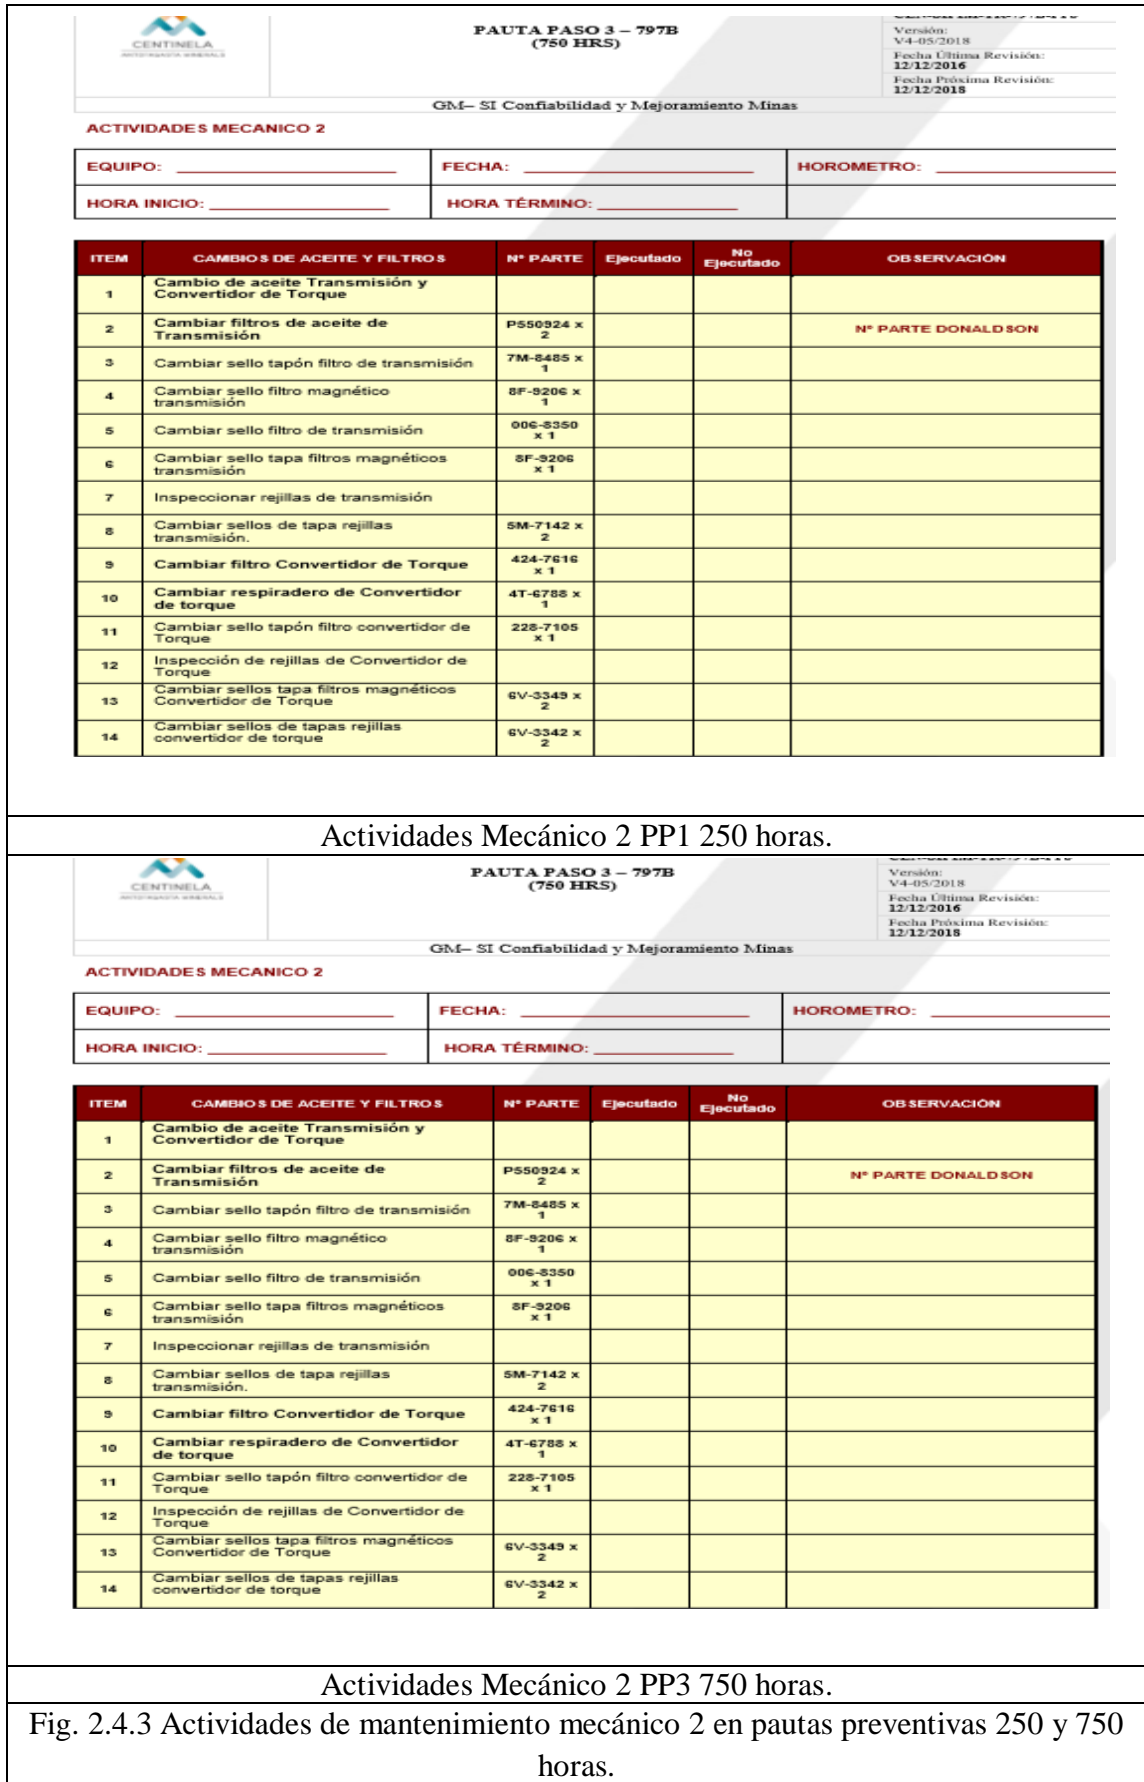 CENTINELA
ANTOFAGASTA MINERALS
PAUTA PASO 3 – 797B
(750 HRS)
Versión:
V4-05/2018
Fecha Última Revisión:
12/12/2016
Fecha Próxima Revisión:
12/12/2018
GM– SI Confiabilidad y Mejoramiento Minas
ACTIVIDADES MECANICO 2
EQUIPO: FECHA: HOROMETRO:
HORA INICIO: HORA TÉRMINO:
ITEM CAMBIOS DE ACEITE Y FILTROS N° PARTE Ejecutado No Ejecutado OBSERVACIÓN
1 Cambio de aceite Transmisión y
Convertidor de Torque
2 Cambiar filtros de aceite de
Transmisión P550924 x
2 N° PARTE DONALDSON
3 Cambiar sello tapón filtro de transmisión 7M-8485 x
1
4 Cambiar sello filtro magnético
transmisión 8F-9206 x
1
5 Cambiar sello filtro de transmisión 006-8350
x 1
6 Cambiar sello tapa filtros magnéticos
transmisión 8F-9206
x 1
7 Inspeccionar rejillas de transmisión
8 Cambiar sellos de tapa rejillas
transmisión. 5M-7142 x
2
9 Cambiar filtro Convertidor de Torque 424-7616
x 1
10 Cambiar respiradero de Convertidor
de torque 4T-6788 x
1
11 Cambiar sello tapón filtro convertidor de
Torque 228-7105
x 1
12 Inspección de rejillas de Convertidor de
Torque
13 Cambiar sellos tapa filtros magnéticos
Convertidor de Torque 6V-3349 x
2
14 Cambiar sellos de tapas rejillas
convertidor de torque 6V-3342 x
2
Actividades Mecánico 2 PP1 250 horas.
CENTINELA
ANTOFAGASTA MINERALS
PAUTA PASO 3 – 797B
(750 HRS)
Versión:
V4-05/2018
Fecha Última Revisión:
12/12/2016
Fecha Próxima Revisión:
12/12/2018
GM– SI Confiabilidad y Mejoramiento Minas
ACTIVIDADES MECANICO 2
EQUIPO: FECHA: HOROMETRO:
HORA INICIO: HORA TÉRMINO:
ITEM CAMBIOS DE ACEITE Y FILTROS N° PARTE Ejecutado No Ejecutado OBSERVACIÓN
1 Cambio de aceite Transmisión y
Convertidor de Torque
2 Cambiar filtros de aceite de
Transmisión P550924 x
2 N° PARTE DONALDSON
3 Cambiar sello tapón filtro de transmisión 7M-8485 x
1
4 Cambiar sello filtro magnético
transmisión 8F-9206 x
1
5 Cambiar sello filtro de transmisión 006-8350
x 1
6 Cambiar sello tapa filtros magnéticos
transmisión 8F-9206
x 1
7 Inspeccionar rejillas de transmisión
8 Cambiar sellos de tapa rejillas
transmisión. 5M-7142 x
2
9 Cambiar filtro Convertidor de Torque 424-7616
x 1
10 Cambiar respiradero de Convertidor
de torque 4T-6788 x
1
11 Cambiar sello tapón filtro convertidor de
Torque 228-7105
x 1
12 Inspección de rejillas de Convertidor de
Torque
13 Cambiar sellos tapa filtros magnéticos
Convertidor de Torque 6V-3349 x
2
14 Cambiar sellos de tapas rejillas
convertidor de torque 6V-3342 x
2
Actividades Mecánico 2 PP3 750 horas.
Fig. 2.4.3 Actividades de mantenimiento mecánico 2 en pautas preventivas 250 y 750
horas.